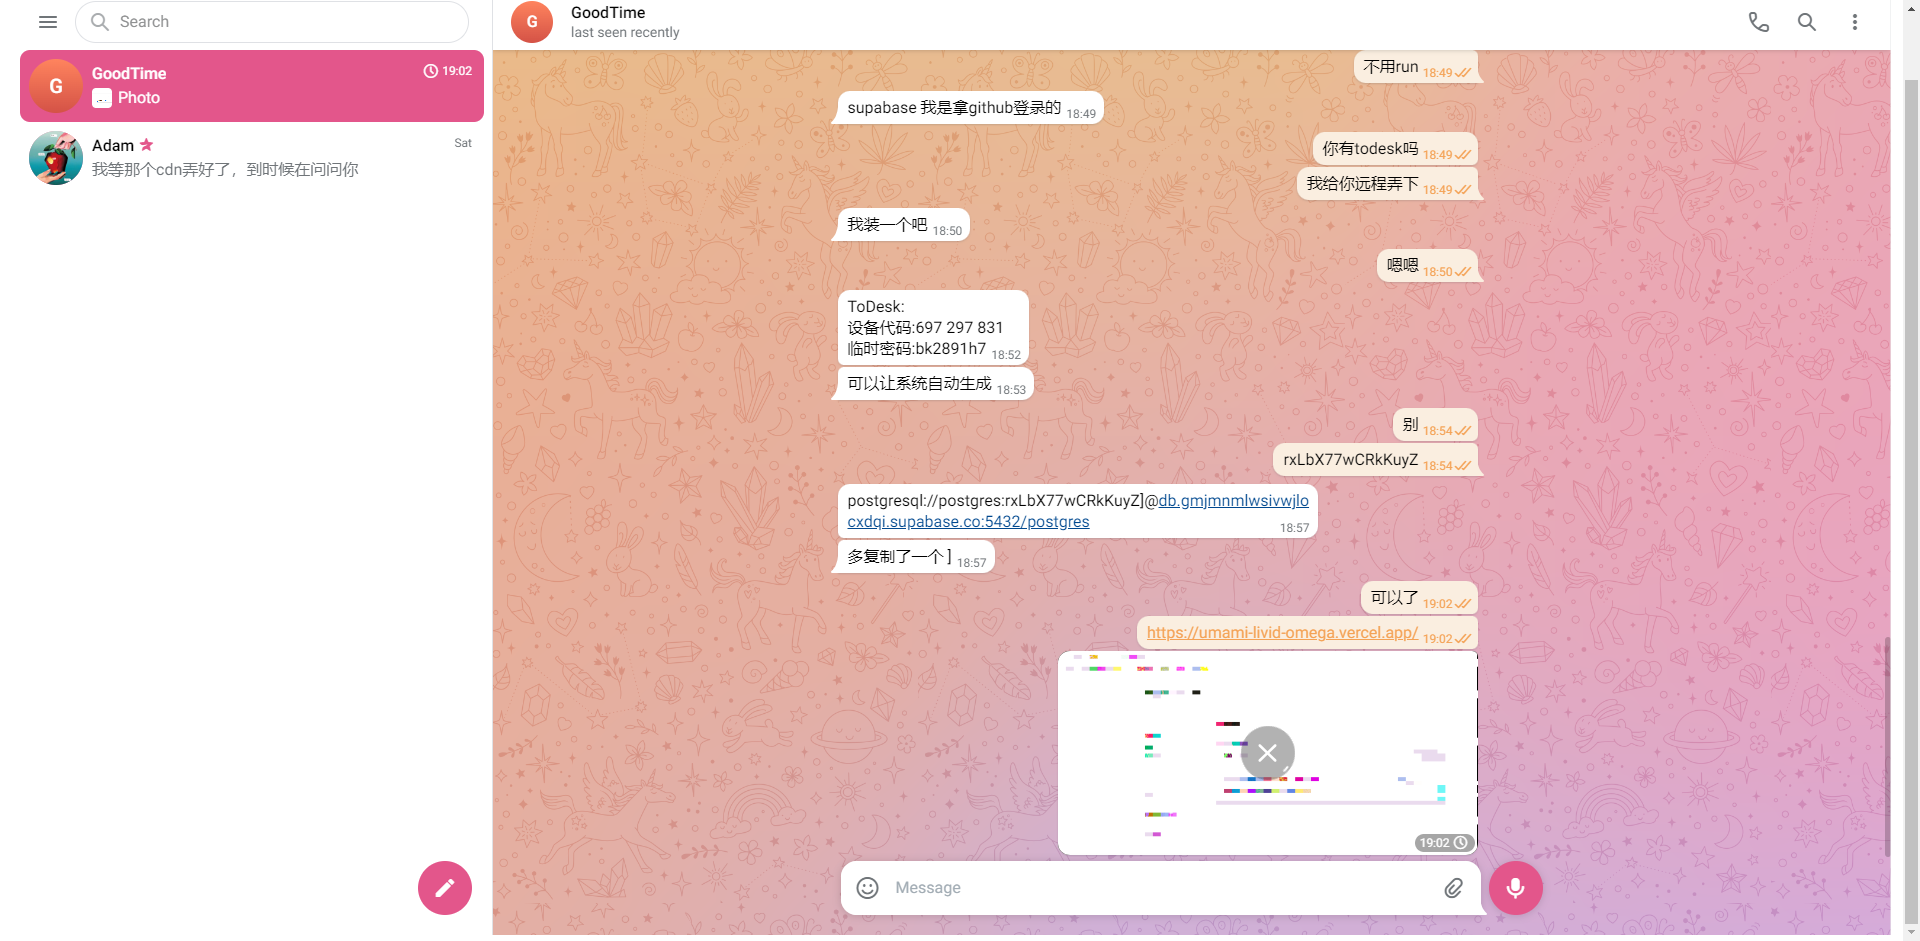 Search
G
GoodTime
19:02
Photo
Adam
Sat
我等那个cdn弄好了，到时候在问问你
G
GoodTime
last seen recently
不用run 18:49
supabase 我是拿github登录的 18:49
你有todesk吗 18:49
我给你远程弄下 18:49
我装一个吧 18:50
嗯嗯 18:50
ToDesk:
设备代码:697 297 831
临时密码:bk2891h7 18:52
可以让系统自动生成 18:53
别 18:54
rxLbX77wCRkKuyZ 18:54
postgresql://postgres:rxLbX77wCRkKuyZ]@db.gmjmnmlwsivwjlo
cxdqi.supabase.co:5432/postgres 18:57
多复制了一个 ] 18:57
可以了 19:02
https://umami-livid-omega.vercel.app/ 19:02
19:02
Message